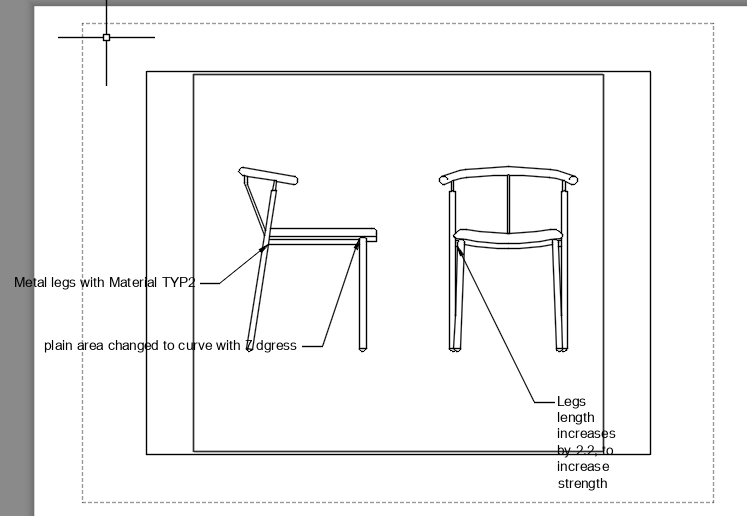 Metal legs with Material TYP2
plain area changed to curve with 7 dgress
Legs
length
increases
by 2.2, to
increase
strength